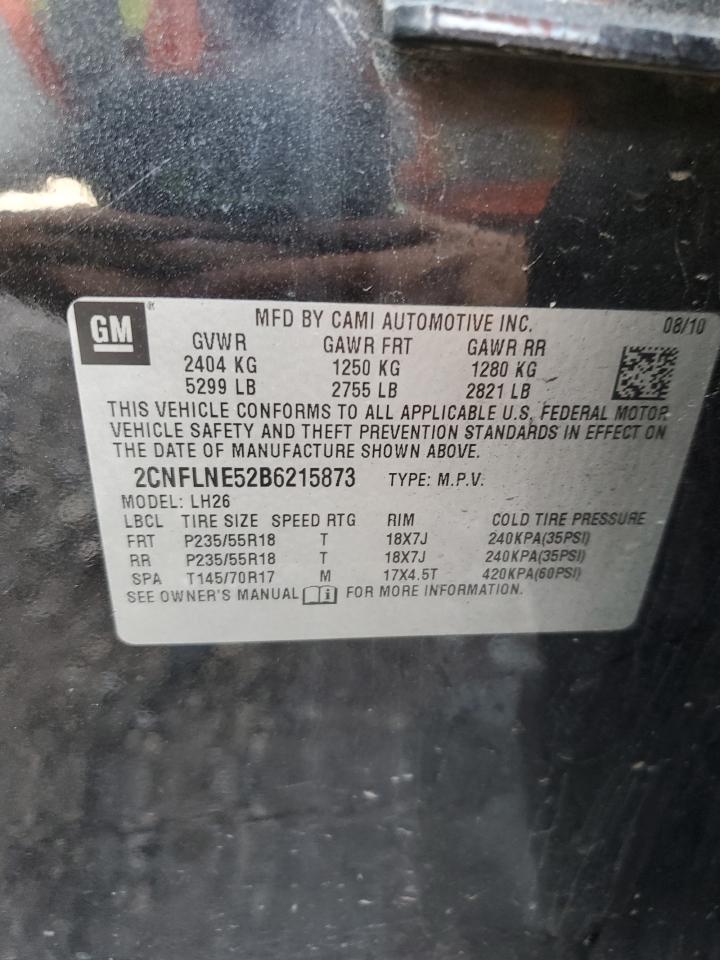 GM
MFD BY CAMI AUTOMOTIVE INC. 08/10
GVWR GAWR FRT GAWR RR
2404 KG 1250 KG 1280 KG
5299 LB 2755 LB 2821 LB
THIS VEHICLE CONFORMS TO ALL APPLICABLE U.S. FEDERAL MOTOR
VEHICLE SAFETY AND THEFT PREVENTION STANDARDS IN EFFECT ON
THE DATE OF MANUFACTURE SHOWN ABOVE.
2CNFLNE52B6215873 TYPE: M.P.V.
MODEL: LH26
LBCL TIRE SIZE SPEED RTG RIM COLD TIRE PRESSURE
FRT P235/55R18 T 18X7J 240KPA(35PSI)
RR P235/55R18 T 18X7J 240KPA(35PSI)
SPA T145/70R17 M 17X4.5T 420KPA(60PSI)
SEE OWNER'S MANUAL i FOR MORE INFORMATION.